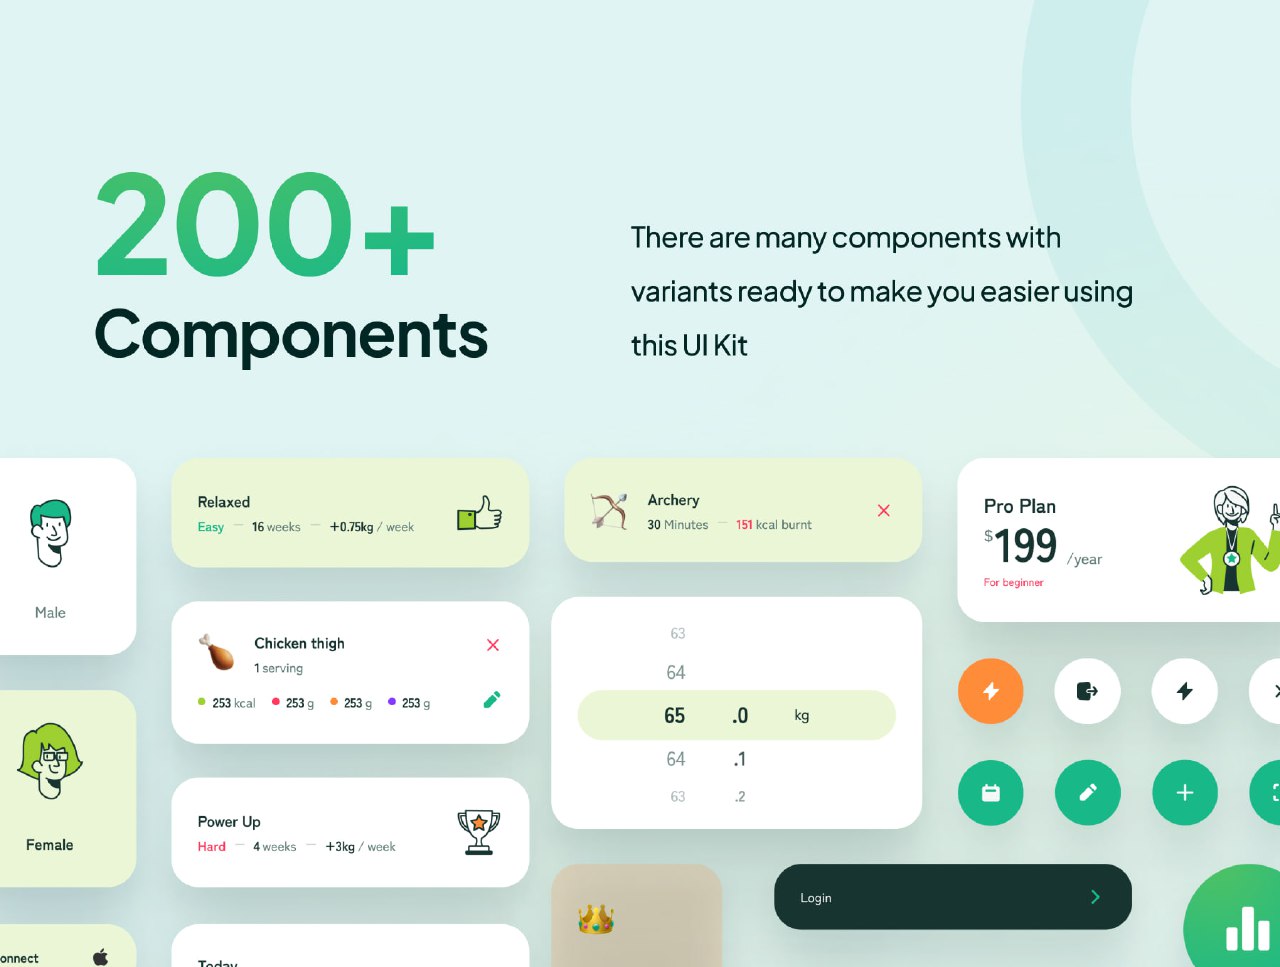 200+
Components
There are many components with
variants ready to make you easier using
this UI Kit
Male
Female
onnect
Relaxed
Easy — 16 weeks — +0.75kg / week
Chicken thigh
1 serving
253 kcal 253 g 253 g 253 g
Power Up
Hard — 4 weeks — +3kg / week
Today
Archery
30 Minutes — 151 kcal burnt
63
64
65 .0 kg
64 .1
63 .2
Pro Plan
$199 /year
For beginner
Login